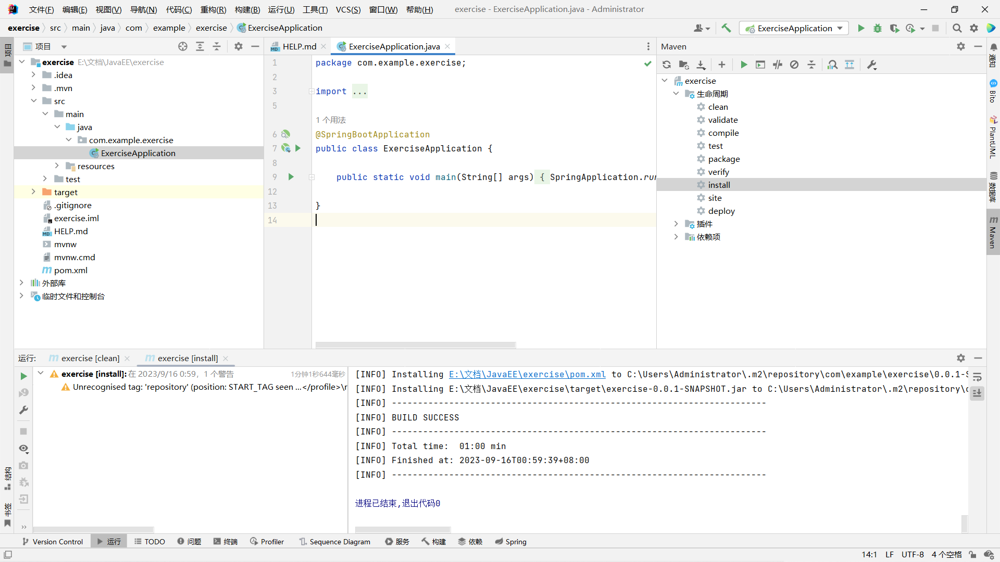 文件(F) 编辑(E) 视图(V) 导航(N) 代码(C) 重构(R) 构建(B) 运行(U) 工具(T) VCS(S) 窗口(W) 帮助(H) exercise - ExerciseApplication.java - Administrator
exercise src main java com example exercise ExerciseApplication
ExerciseApplication
项目
项目
exercise E:\文档\JavaEE\exercise
.idea
.mvn
src
main
java
com.example.exercise
ExerciseApplication
resources
test
target
.gitignore
exercise.iml
HELP.md
mvnw
mvnw.cmd
pom.xml
外部库
临时文件和控制台
HELP.md ExerciseApplication.java
1 package com.example.exercise;
2
3 import ...
5
1 个用法
6 @SpringBootApplication
7 public class ExerciseApplication {
8
9 public static void main(String[] args) { SpringApplication.run
12
13 }
14
Maven
exercise
生命周期
clean
validate
compile
test
package
verify
install
site
deploy
插件
依赖项
通知
Bito
PlantUML
数据库
Maven
运行: exercise [clean] exercise [install]
exercise [install]: 在 2023/9/16 0:59，1 个警告 1分钟1秒644毫秒
Unrecognised tag: 'repository' (position: START_TAG seen ...</profile>\r
[INFO] Installing E:\文档\JavaEE\exercise\pom.xml to C:\Users\Administrator\.m2\repository\com\example\exercise\0.0.1-S
[INFO] Installing E:\文档\JavaEE\exercise\target\exercise-0.0.1-SNAPSHOT.jar to C:\Users\Administrator\.m2\repository\c
[INFO] ------------------------------------------------------------------------
[INFO] BUILD SUCCESS
[INFO] ------------------------------------------------------------------------
[INFO] Total time:  01:00 min
[INFO] Finished at: 2023-09-16T00:59:39+08:00
[INFO] ------------------------------------------------------------------------
进程已结束,退出代码0
结构
书签
Version Control 运行 TODO 问题 终端 Profiler Sequence Diagram 服务 构建 依赖 Spring
14:1 LF UTF-8 4 个空格